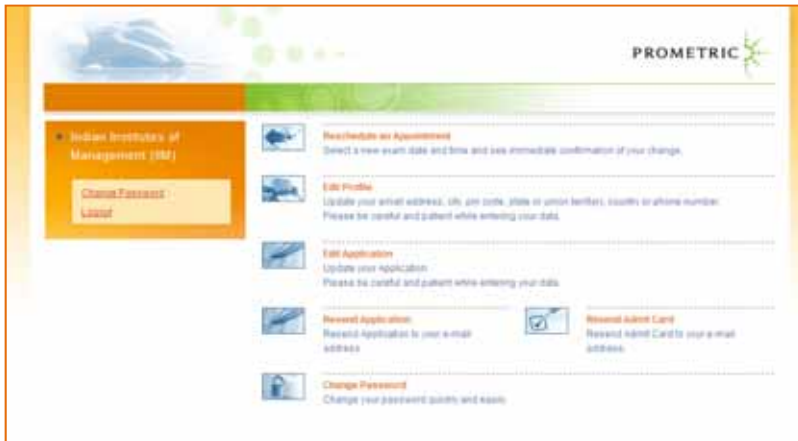 PROMETRIC
Indian Institutes of
Management (IIM)
Change Password
Logout
Reschedule an Appointment
Select a new exam date and time and see immediate confirmation of your change.
Edit Profile
Update your email address, city, pin code, state or union territory, country or phone number.
Please be careful and patient while entering your data.
Edit Application
Update your Application
Please be careful and patient while entering your data.
Resend Application
Resend Application to your e-mail
address.
Resend Admit Card
Resend Admit Card to your e-mail
address.
Change Password
Change your password quickly and easily.